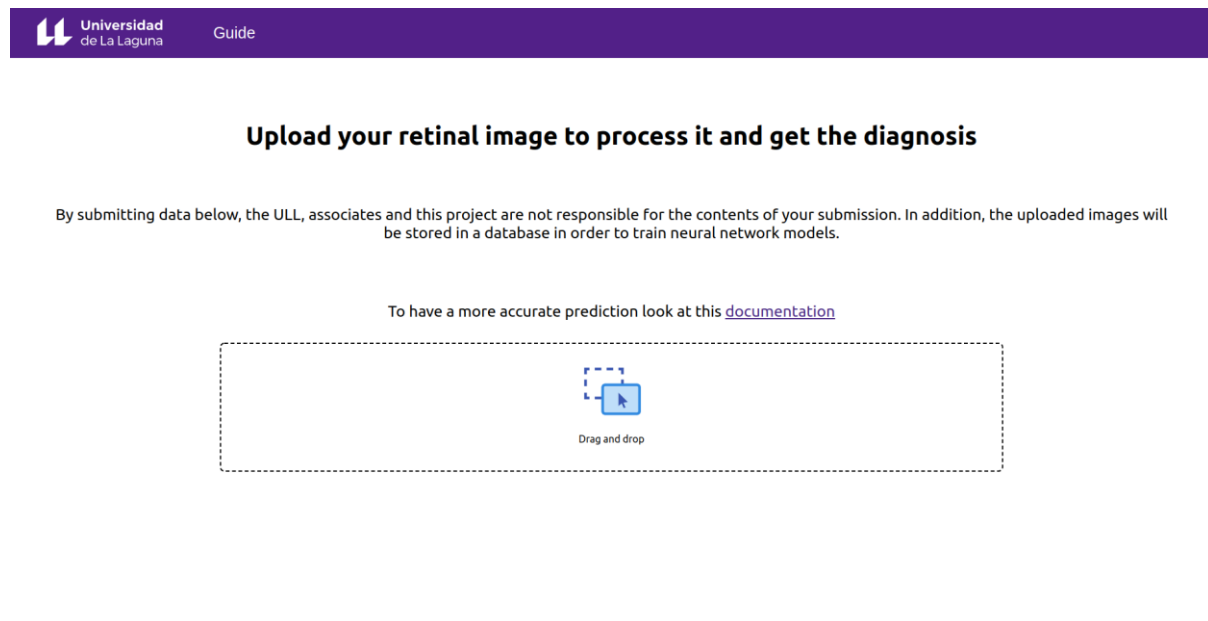 Universidad
de La Laguna
Guide
Upload your retinal image to process it and get the diagnosis
By submitting data below, the ULL, associates and this project are not responsible for the contents of your submission. In addition, the uploaded images will
be stored in a database in order to train neural network models.
To have a more accurate prediction look at this documentation
Drag and drop